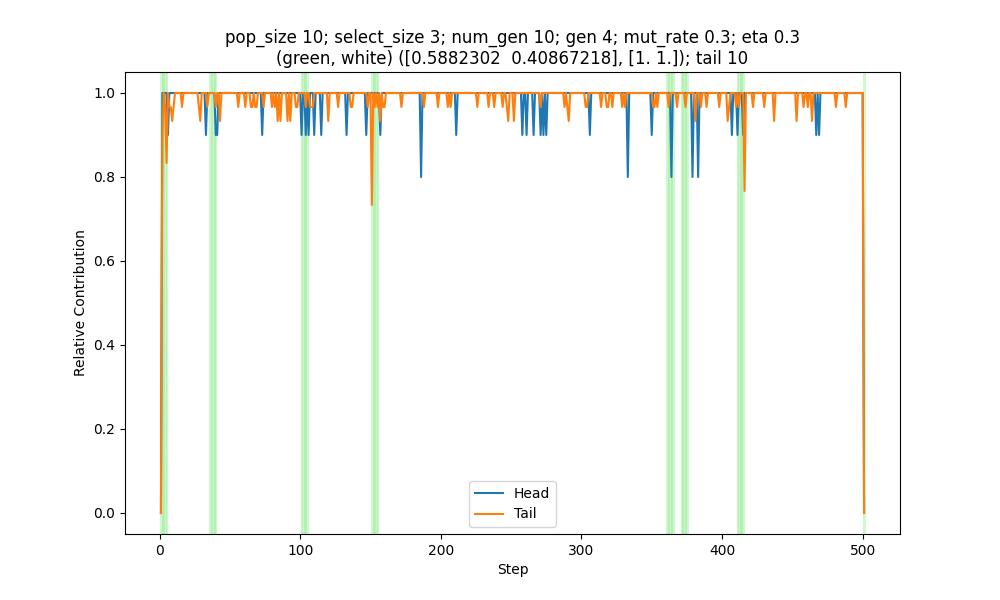 pop_size 10; select_size 3; num_gen 10; gen 4; mut_rate 0.3; eta 0.3
(green, white) ([0.5882302  0.40867218], [1. 1.]); tail 10
Relative Contribution
1.0
0.8
0.6
0.4
0.2
0.0
Head
Tail
0
100
200
300
400
500
Step